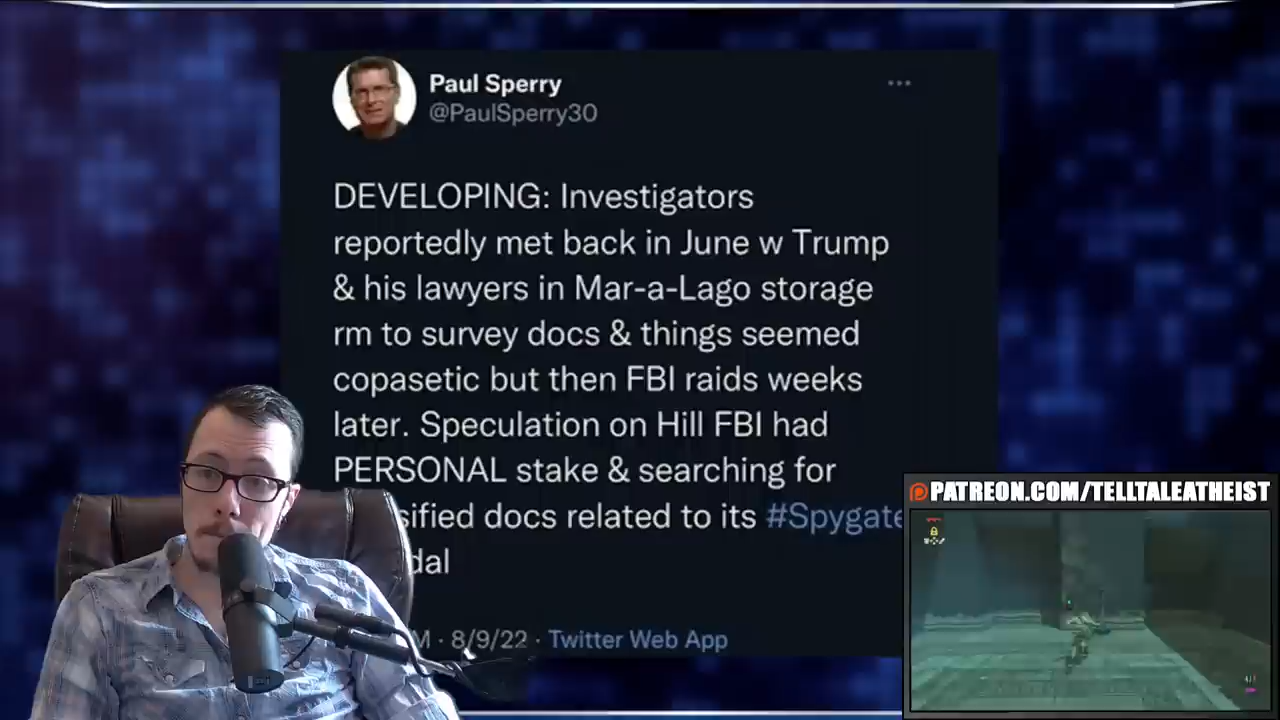 Paul Sperry
@PaulSperry30
DEVELOPING: Investigators
reportedly met back in June w Trump
& his lawyers in Mar-a-Lago storage
rm to survey docs & things seemed
copasetic but then FBI raids weeks
later. Speculation on Hill FBI had
PERSONAL stake & searching for
docs related to its #Spygate
· 8/9/22 · Twitter Web App
PATREON.COM/TELLTALEATHEIST